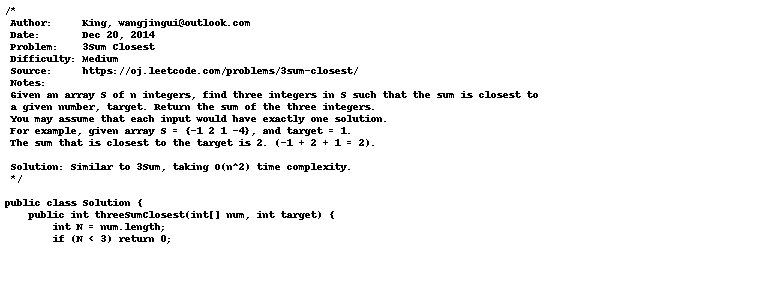 /*
 Author:     King, wangjingui@outlook.com
 Date:       Dec 20, 2014
 Problem:    3Sum Closest
 Difficulty: Medium
 Source:     https://oj.leetcode.com/problems/3sum-closest/
 Notes:
 Given an array S of n integers, find three integers in S such that the sum is closest to
 a given number, target. Return the sum of the three integers.
 You may assume that each input would have exactly one solution.
 For example, given array S = {-1 2 1 -4}, and target = 1.
 The sum that is closest to the target is 2. (-1 + 2 + 1 = 2).

 Solution: Similar to 3Sum, taking O(n^2) time complexity.
 */

public class Solution {
    public int threeSumClosest(int[] num, int target) {
        int N = num.length;
        if (N < 3) return 0;